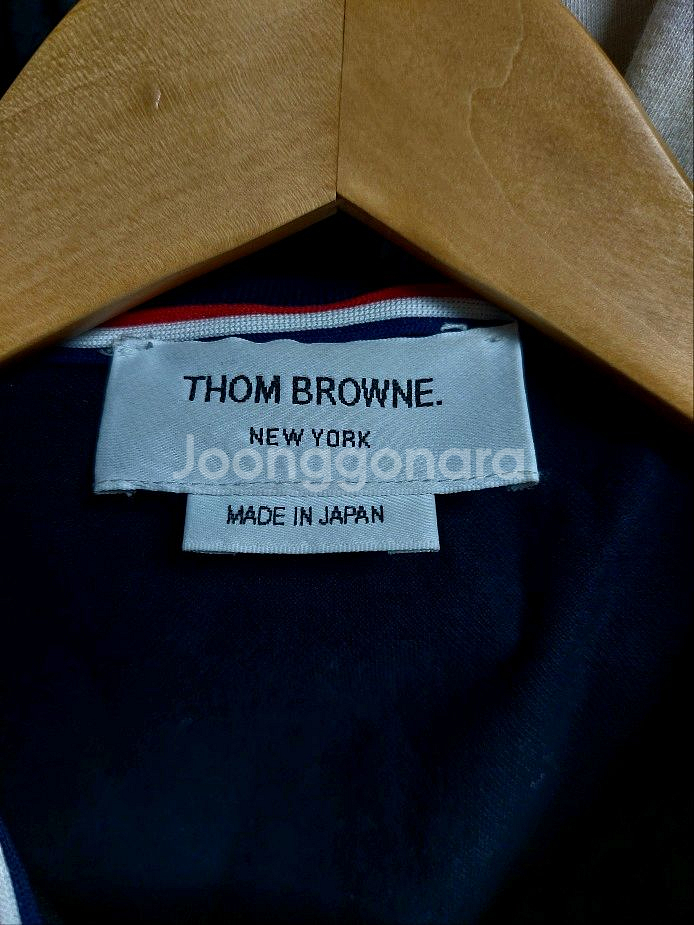 THOM BROWNE.
NEW YORK
Joonggonara
MADE IN JAPAN